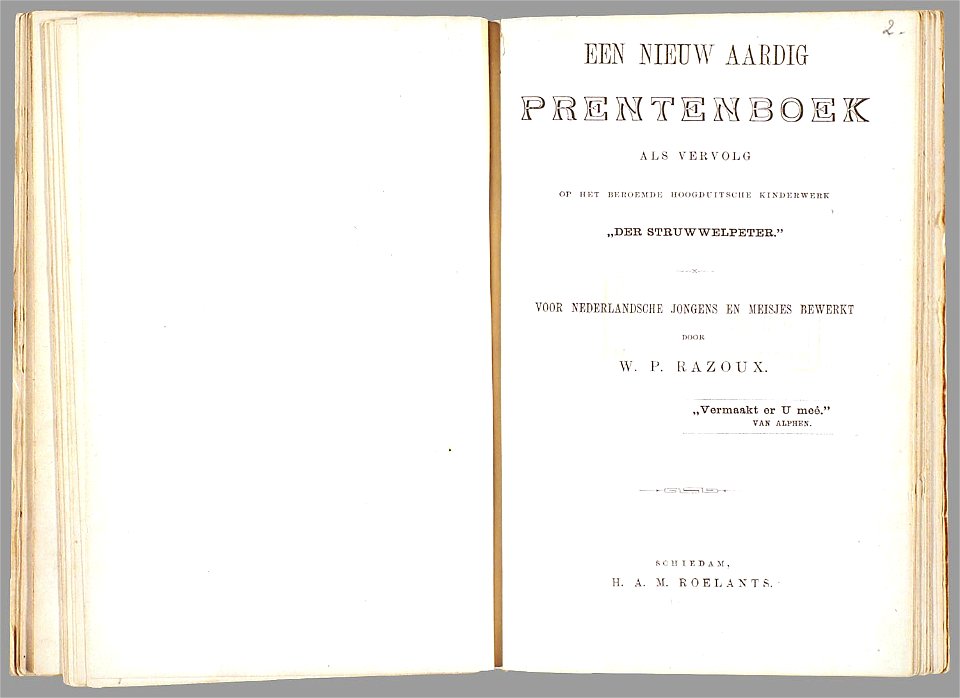 2.
EEN NIEUW AARDIG
PRENTENBOEK
ALS VERVOLG
OP HET BEROEMDE HOOGDUITSCHE KINDERWERK
„DER STRUWWELPETER.”
VOOR NEDERLANDSCHE JONGENS EN MEISJES BEWERKT
DOOR
W. P. RAZOUX.
„Vermaakt er U meé.”
VAN ALPHEN.
SCHIEDAM,
H. A. M. ROELANTS.